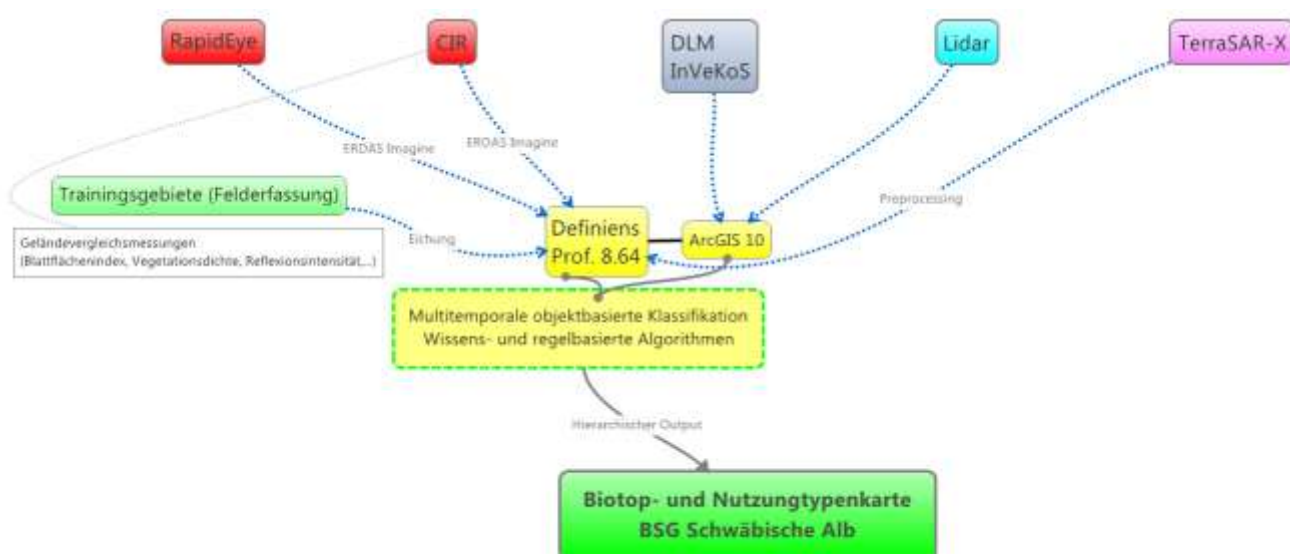 RapidEye
CIR
DLM
InVeKoS
Lidar
TerraSAR-X
ERDAS Imagine
ERDAS Imagine
Trainingsgebiete (Felderfassung)
Preprocessing
Geländevergleichsmessungen
(Blattflächenindex, Vegetationsdichte, Reflexionsintensität,...)
Eichung
Definiens
Prof. 8.64
ArcGIS 10
Multitemporale objektbasierte Klassifikation
Wissens- und regelbasierte Algorithmen
Hierarchischer Output
Biotop- und Nutzungtypenkarte
BSG Schwäbische Alb